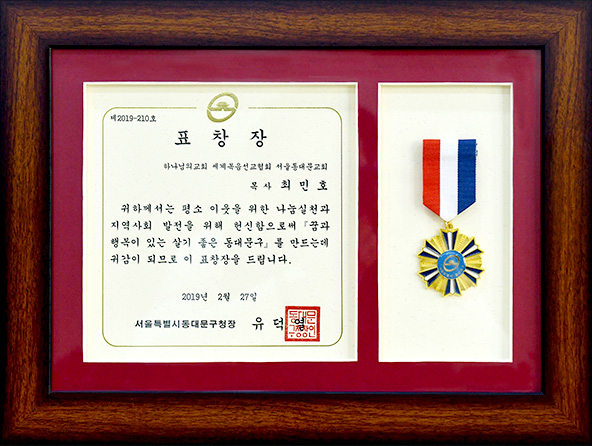 제2019-210호
표 창 장
하나님의교회 세계복음선교협회 서울동대문교회
목사 최민호
귀하께서는 평소 이웃을 위한 나눔실천과
지역사회 발전을 위해 헌신함으로써 「꿈과
행복이 있는 살기 좋은 동대문구」를 만드는데
귀감이 되므로 이 표창장을 드립니다.
2019년 2월 27일
서울특별시동대문구청장 유덕열